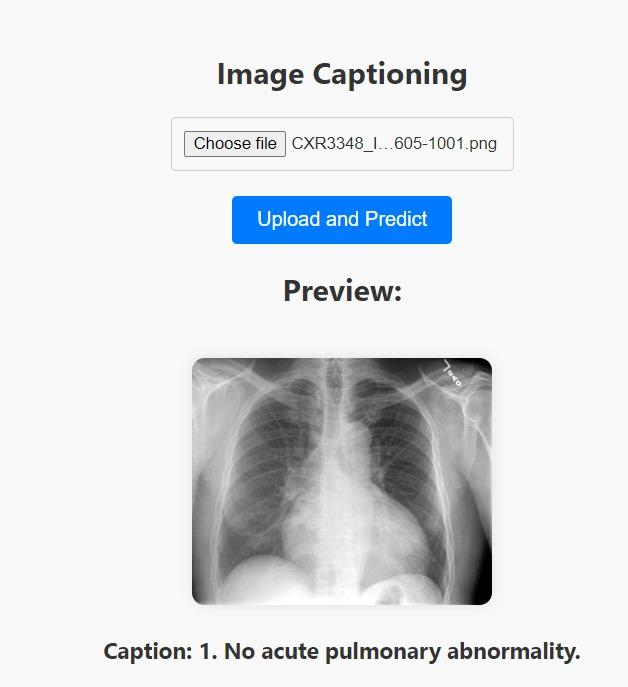 Image Captioning
Choose file CXR3348_I...605-1001.png
Upload and Predict
Preview:
Caption: 1. No acute pulmonary abnormality.